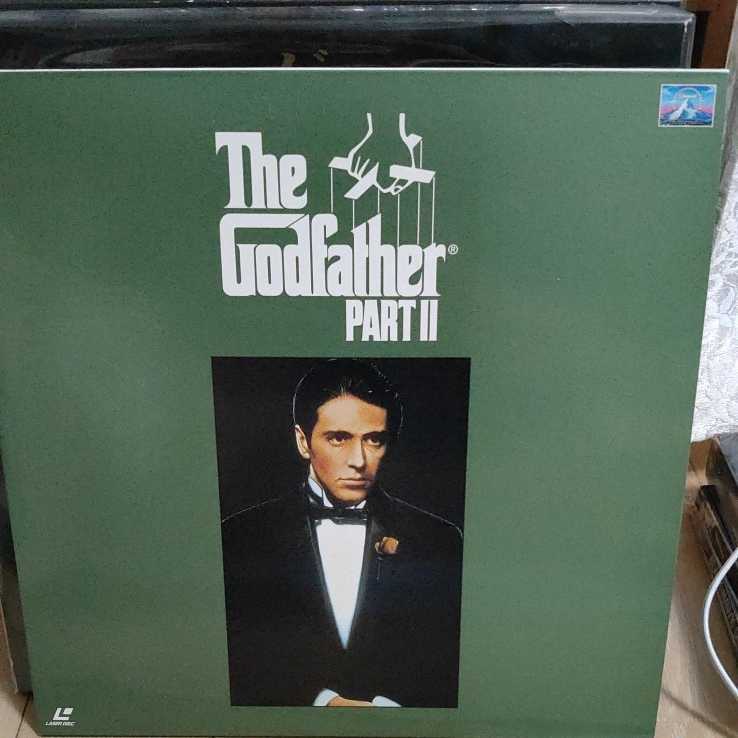 The
Godfather®
PART II
LASER DISC